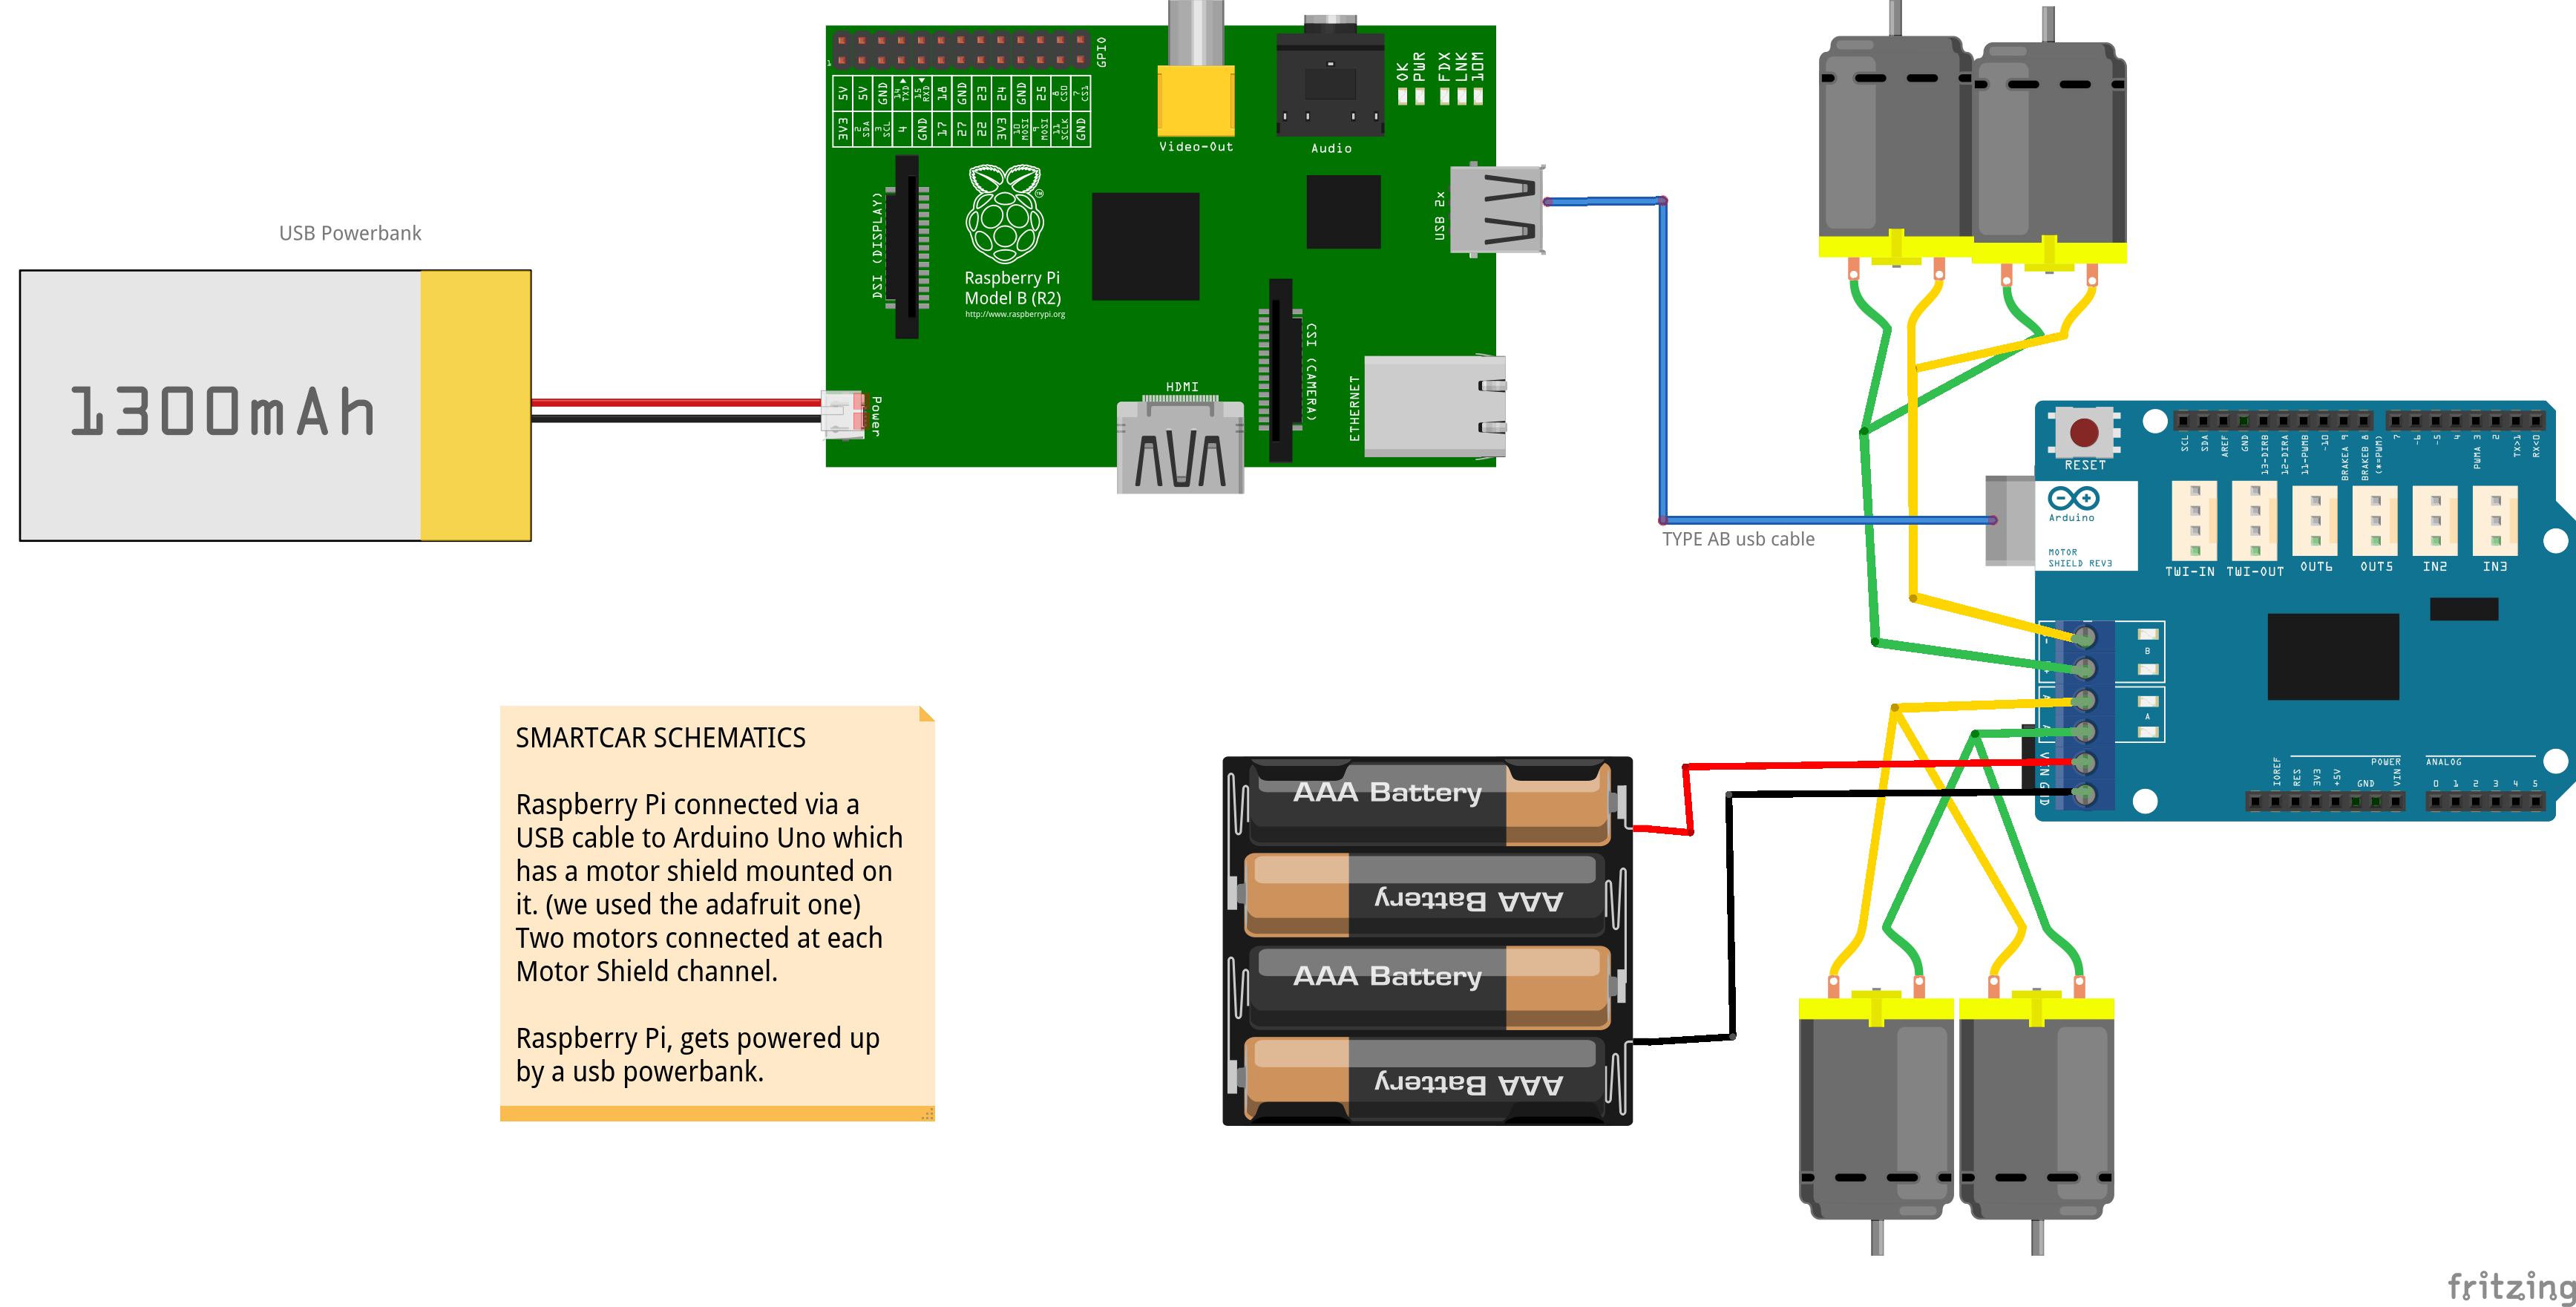 USB Powerbank
1300mAh
GPIO
1
5V 5V GND 14 TXD 15 RXD 18 GND 23 24 GND 25 8 CS0 7 CS1
3V3 2 SDA 3 SCL 4 GND 17 27 22 3V3 10 MOSI 9 MOSI 11 SCLK GND
Video-Out
Audio
OK
PWR
FDX
LNK
10M
USB 2x
DSI (DISPLAY)
Raspberry Pi
Model B (R2)
http://www.raspberrypi.org
CSI (CAMERA)
ETHERNET
HDMI
Power
TYPE AB usb cable
RESET
SCL
SDA
AREF
GND
13-DIRB
12-DIRA
11-PWMB
~10
BRAKEA 9
BRAKEB 8
(*=PWM)
7
~6
~5
4
PWMA 3
2
TX>1
RX<0
Arduino
MOTOR
SHIELD REV3
TWI-IN
TWI-OUT
OUT6
OUT5
IN2
IN3
B
A
VIN
IOREF
RES
3V3
+5V
GND
VIN
POWER
ANALOG
0 1 2 3 4 5
SMARTCAR SCHEMATICS
Raspberry Pi connected via a
USB cable to Arduino Uno which
has a motor shield mounted on
it. (we used the adafruit one)
Two motors connected at each
Motor Shield channel.
Raspberry Pi, gets powered up
by a usb powerbank.
AAA Battery
AAA Battery
AAA Battery
AAA Battery
fritzing